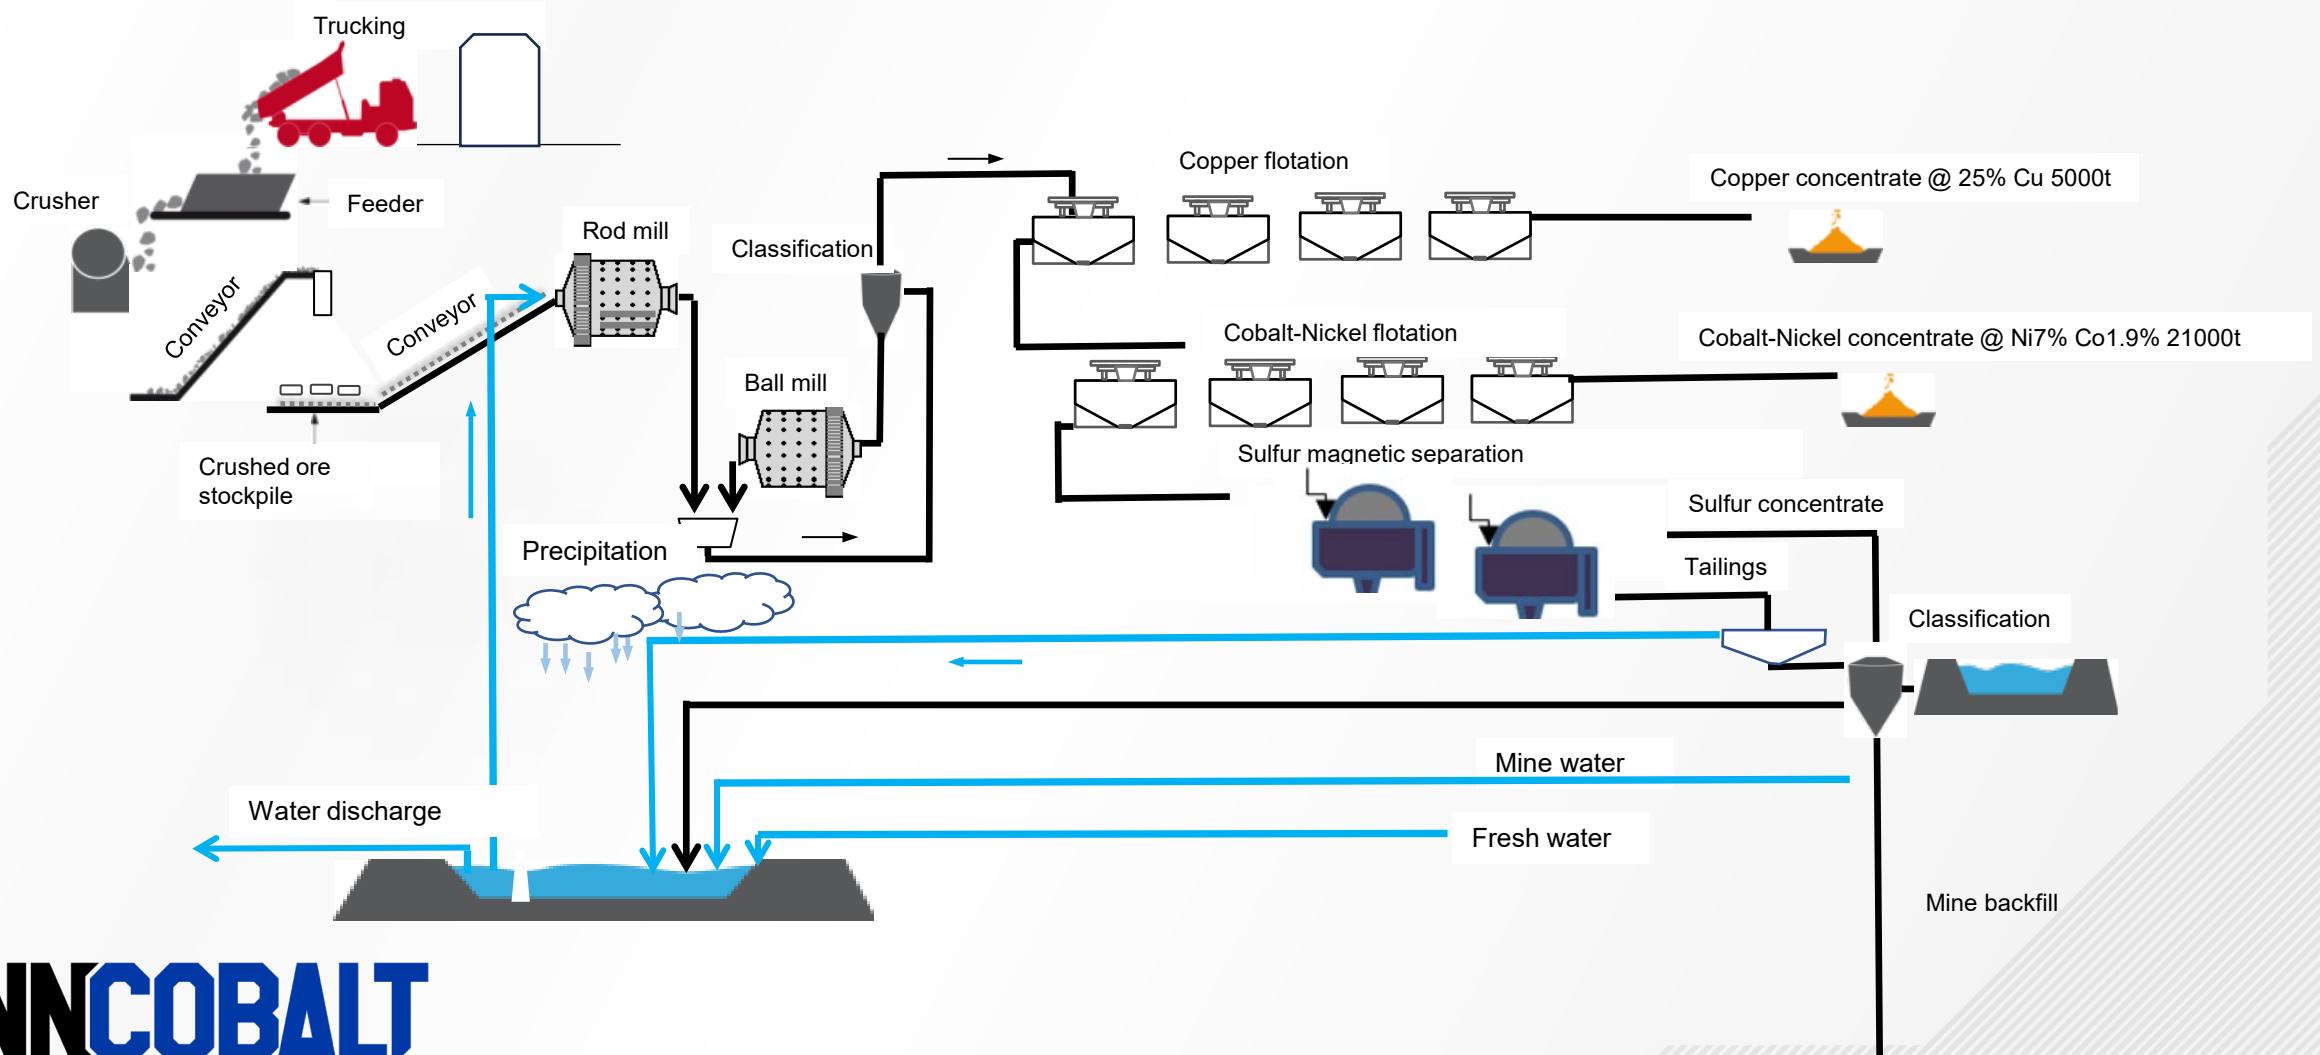 Trucking
Crusher
Feeder
Conveyor
Conveyor
Crushed ore
stockpile
Rod mill
Classification
Ball mill
Precipitation
Copper flotation
Copper concentrate @ 25% Cu 5000t
Cobalt-Nickel flotation
Cobalt-Nickel concentrate @ Ni7% Co1.9% 21000t
Sulfur magnetic separation
Sulfur concentrate
Tailings
Classification
Mine water
Water discharge
Fresh water
Mine backfill
NNCOBALT